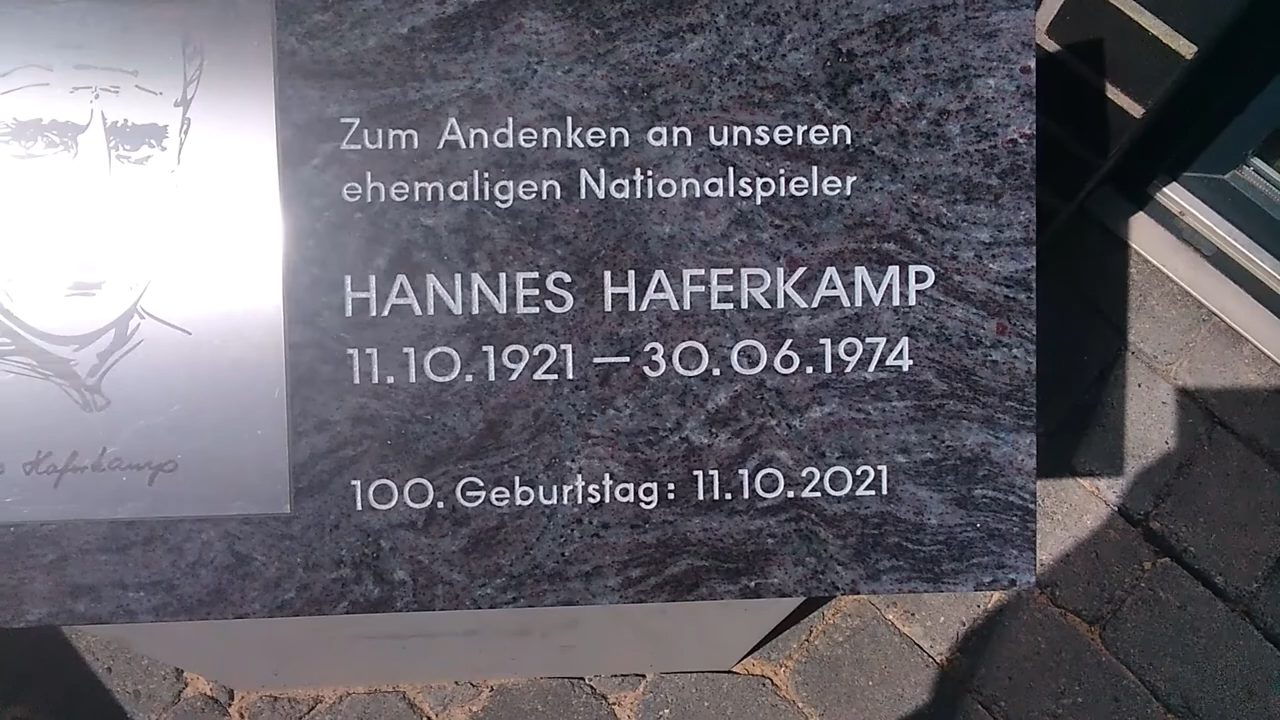 Zum Andenken an unseren
ehemaligen Nationalspieler
HANNES HAFERKAMP
11.10.1921 – 30.06.1974
100. Geburtstag: 11.10.2021
Haferkamp